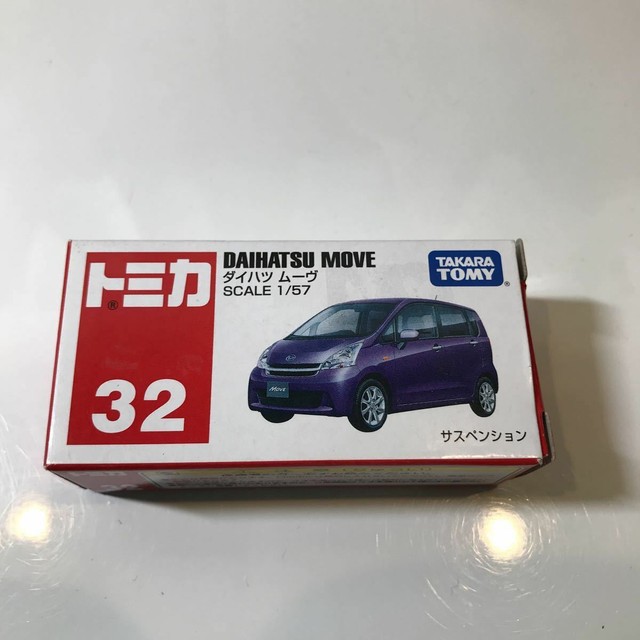 トミカ®
32
DAIHATSU MOVE
ダイハツ ムーヴ
SCALE 1/57
TAKARA
TOMY®
MOVE
サスペンション